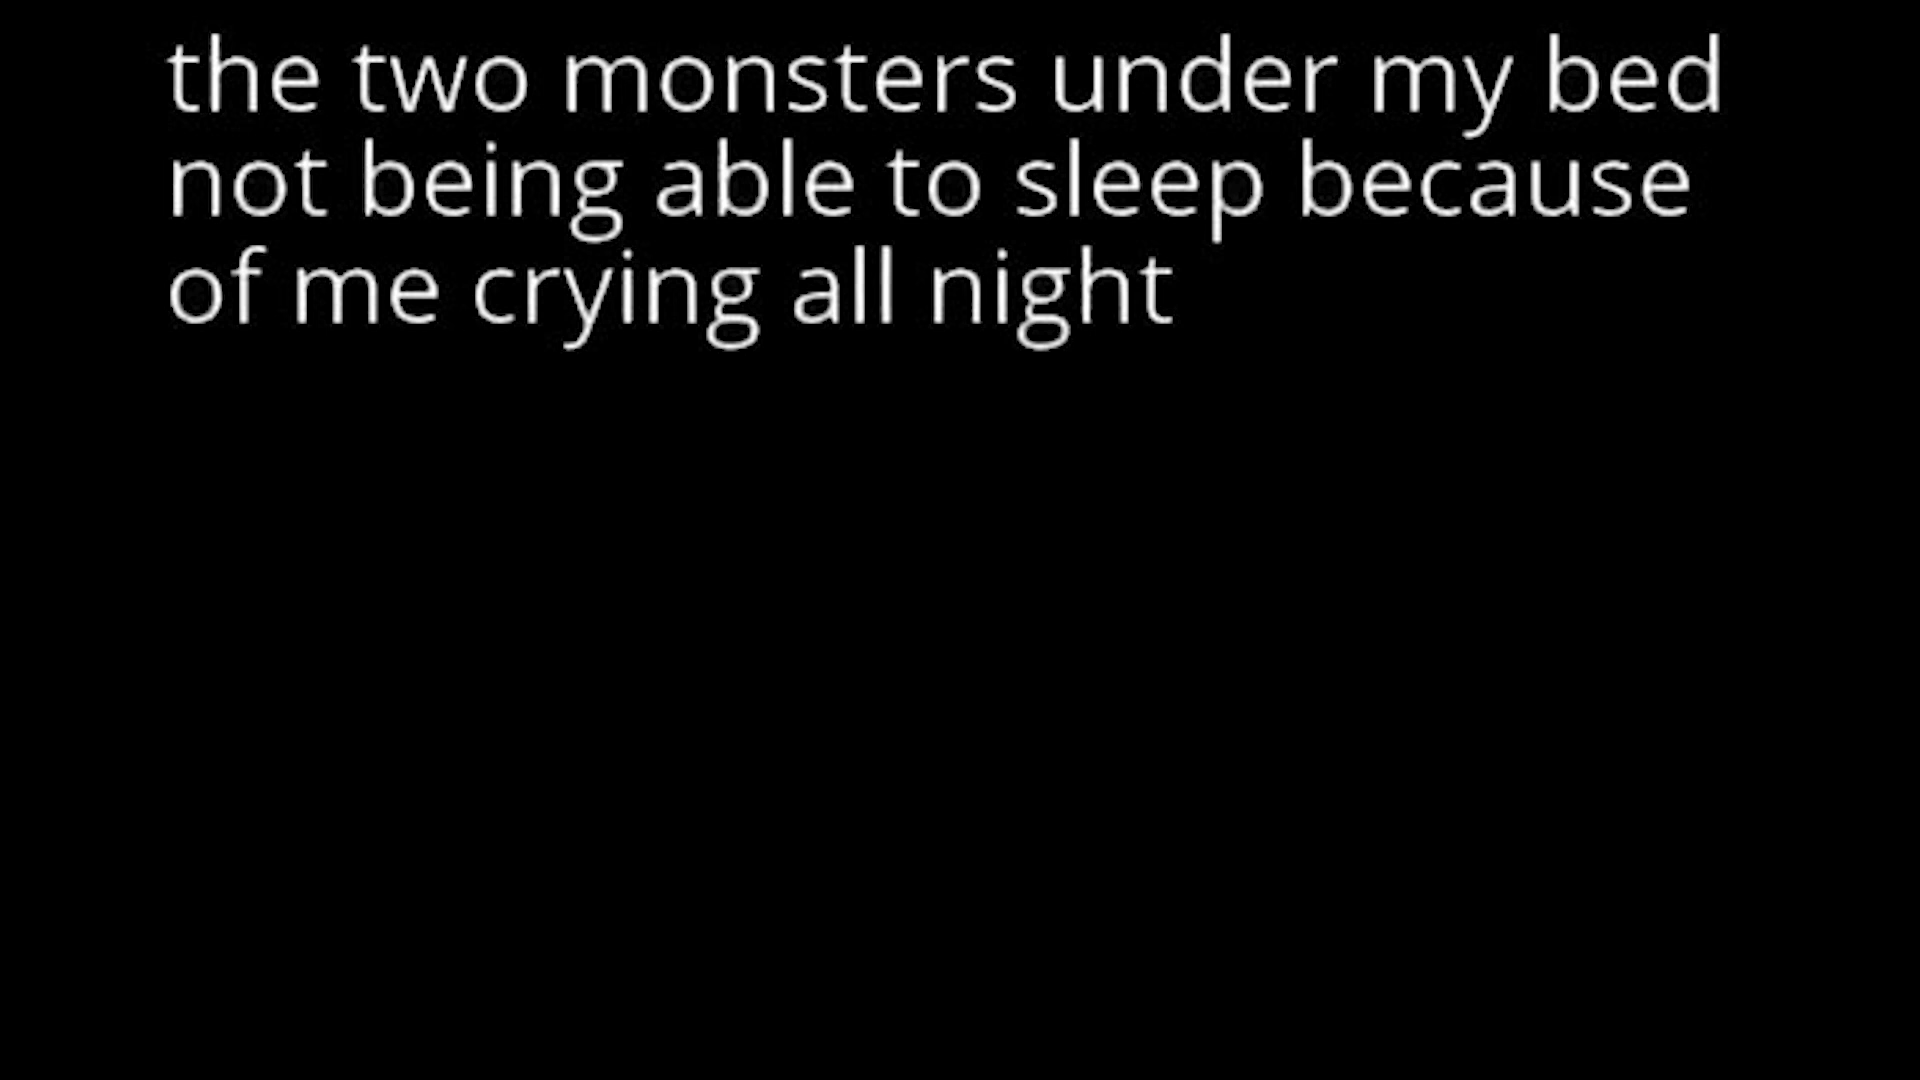 the two monsters under my bed
not being able to sleep because
of me crying all night